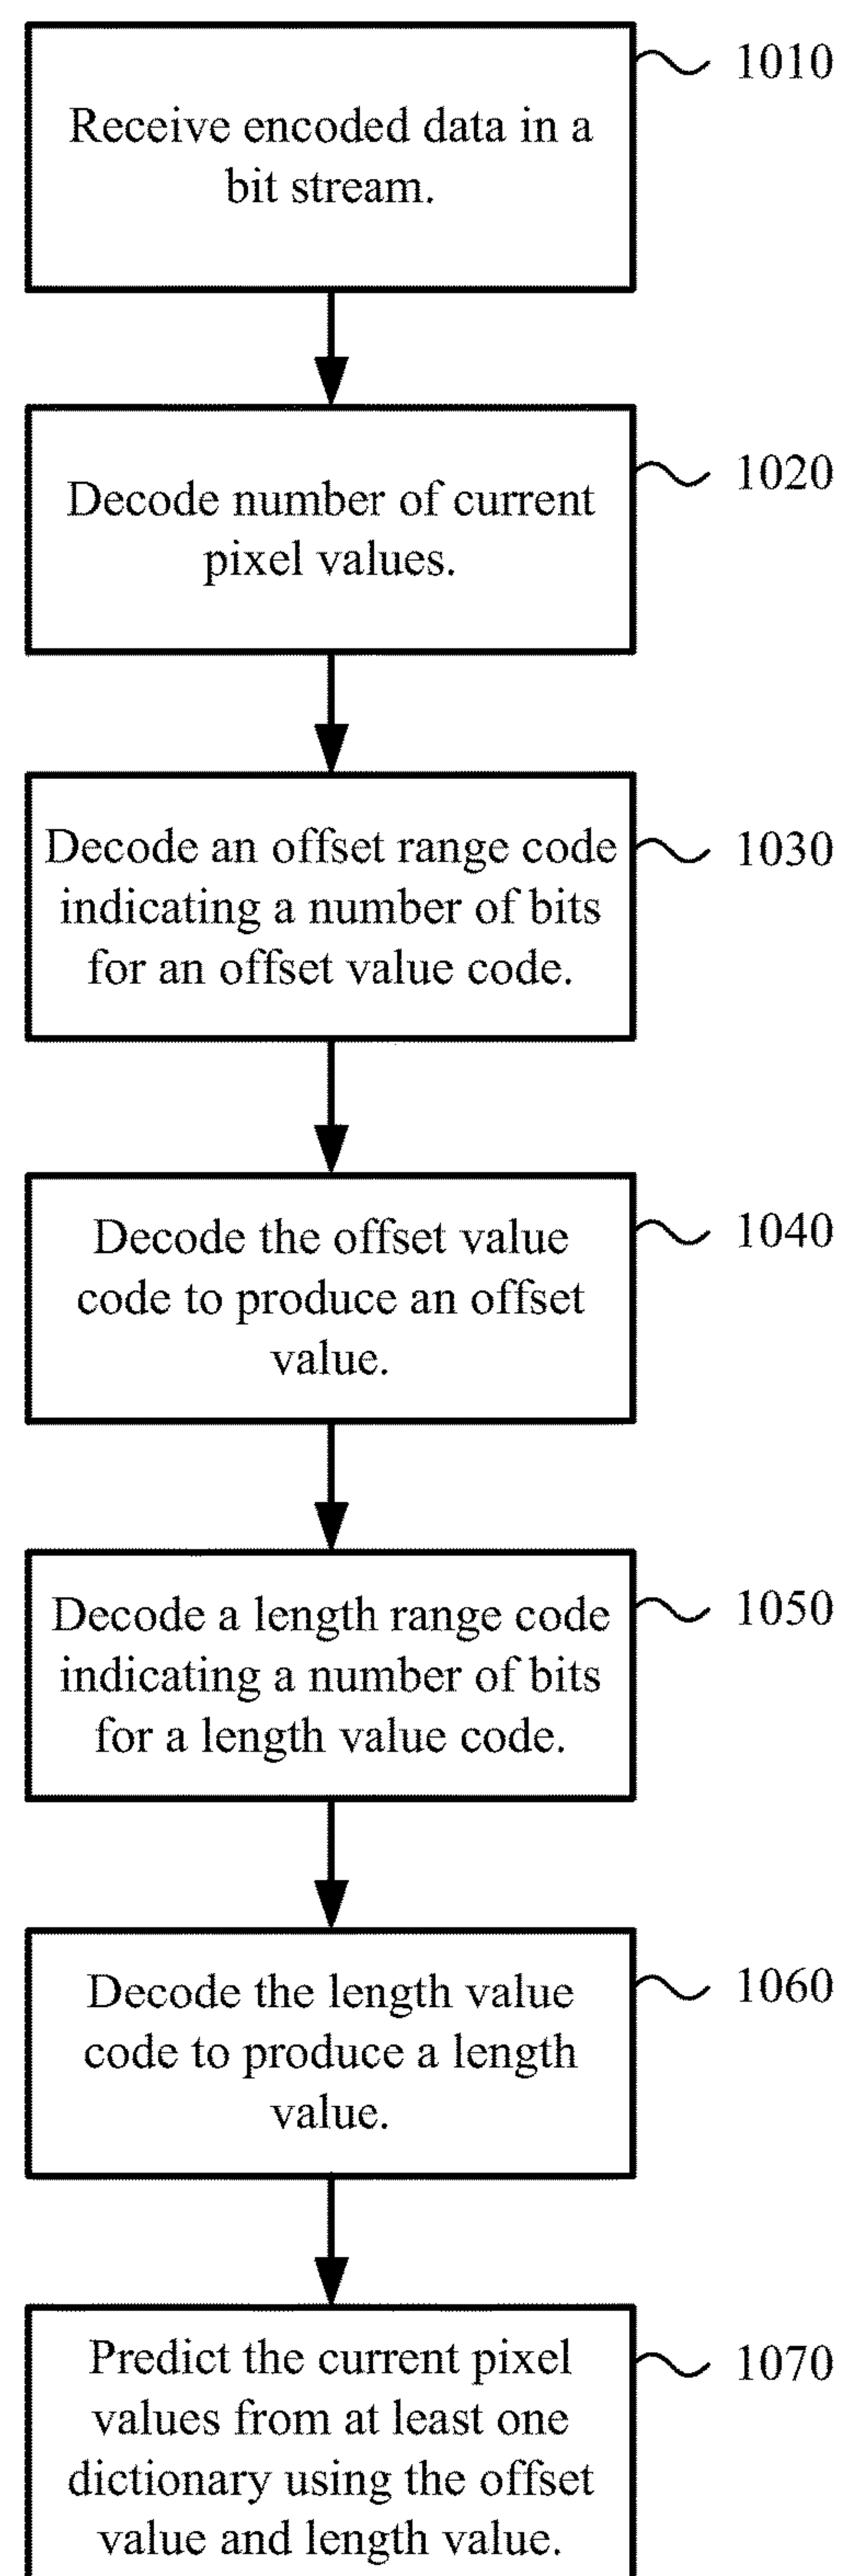 1010
Receive encoded data in a
bit stream.
1020
Decode number of current
pixel values.
1030
Decode an offset range code
indicating a number of bits
for an offset value code.
1040
Decode the offset value
code to produce an offset
value.
1050
Decode a length range code
indicating a number of bits
for a length value code.
1060
Decode the length value
code to produce a length
value.
1070
Predict the current pixel
values from at least one
dictionary using the offset
value and length value.